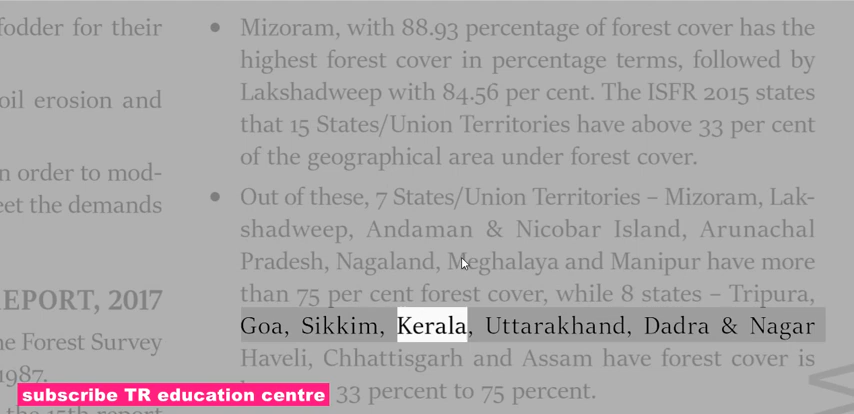 fodder for their
oil erosion and
n order to mod-
eet the demands
EPORT, 2017
he Forest Survey
1987.
the 15th report
Mizoram, with 88.93 percentage of forest cover has the
highest forest cover in percentage terms, followed by
Lakshadweep with 84.56 per cent. The ISFR 2015 states
that 15 States/Union Territories have above 33 per cent
of the geographical area under forest cover.
Out of these, 7 States/Union Territories – Mizoram, Lak-
shadweep, Andaman & Nicobar Island, Arunachal
Pradesh, Nagaland, Meghalaya and Manipur have more
than 75 per cent forest cover, while 8 states – Tripura,
Goa, Sikkim, Kerala, Uttarakhand, Dadra & Nagar
Haveli, Chhattisgarh and Assam have forest cover is
33 percent to 75 percent.
subscribe TR education centre